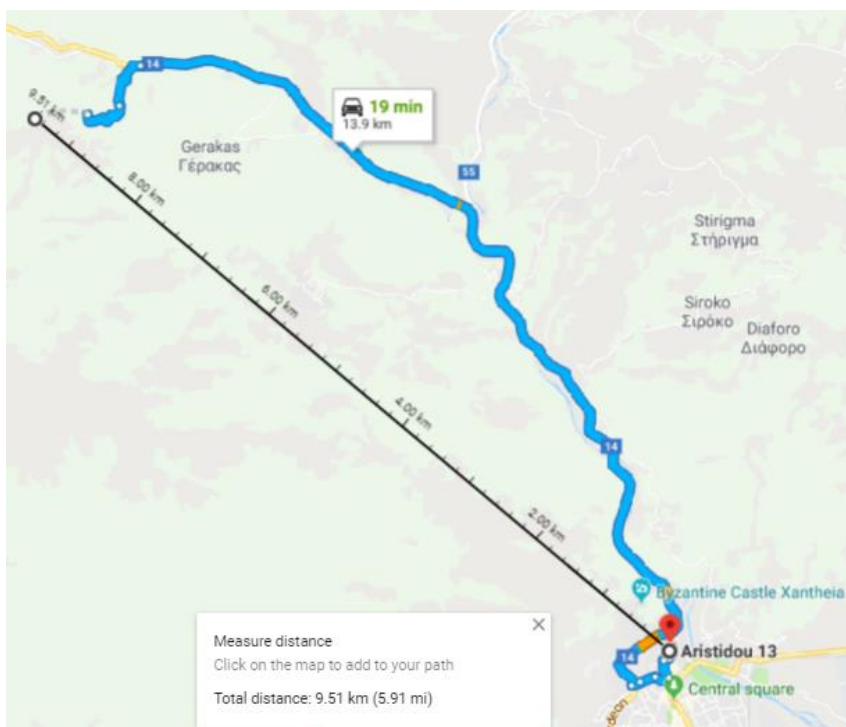 14
9.51 km
19 min
13.9 km
Gerakas
Γέρακας
8.00 km
55
Stirigma
Στήριγμα
6.00 km
Siroko
Σιρόκο
Diaforo
Διάφορο
4.00 km
14
2.00 km
Byzantine Castle Xantheia
Aristidou 13
14
Central square
Measure distance
Click on the map to add to your path
Total distance: 9.51 km (5.91 mi)